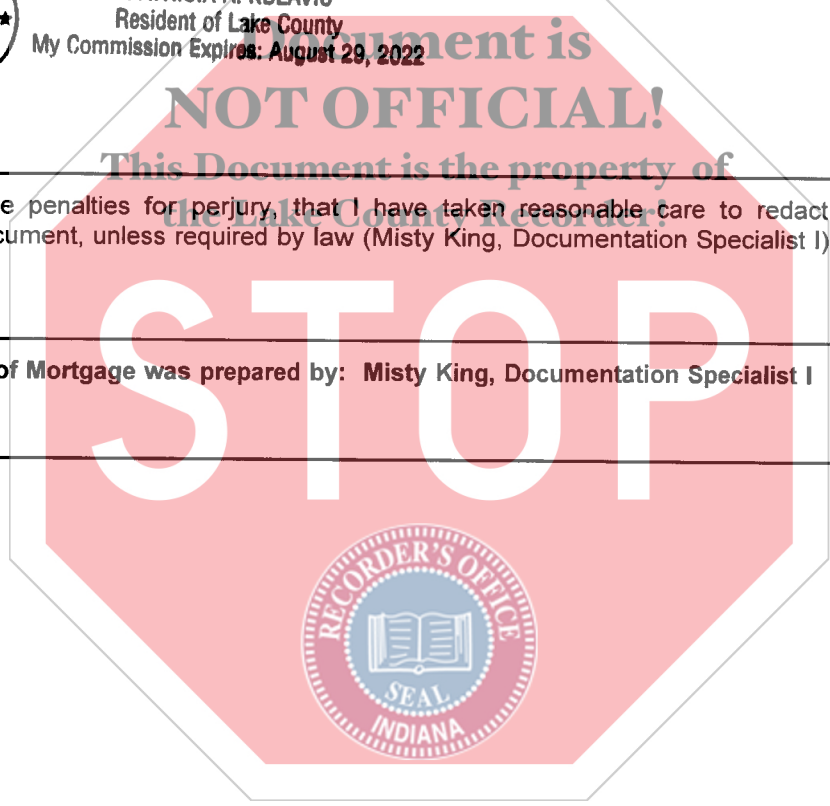 Resident of Lake County
My Commission Expires: August 29, 2022
Document is
NOT OFFICIAL!
This Document is the property of
the Lake County Recorder!
e penalties for perjury, that I have taken reasonable care to redact
cument, unless required by law (Misty King, Documentation Specialist I)
STOP
of Mortgage was prepared by: Misty King, Documentation Specialist I
RECORDER'S OFFICE
SEAL
INDIANA